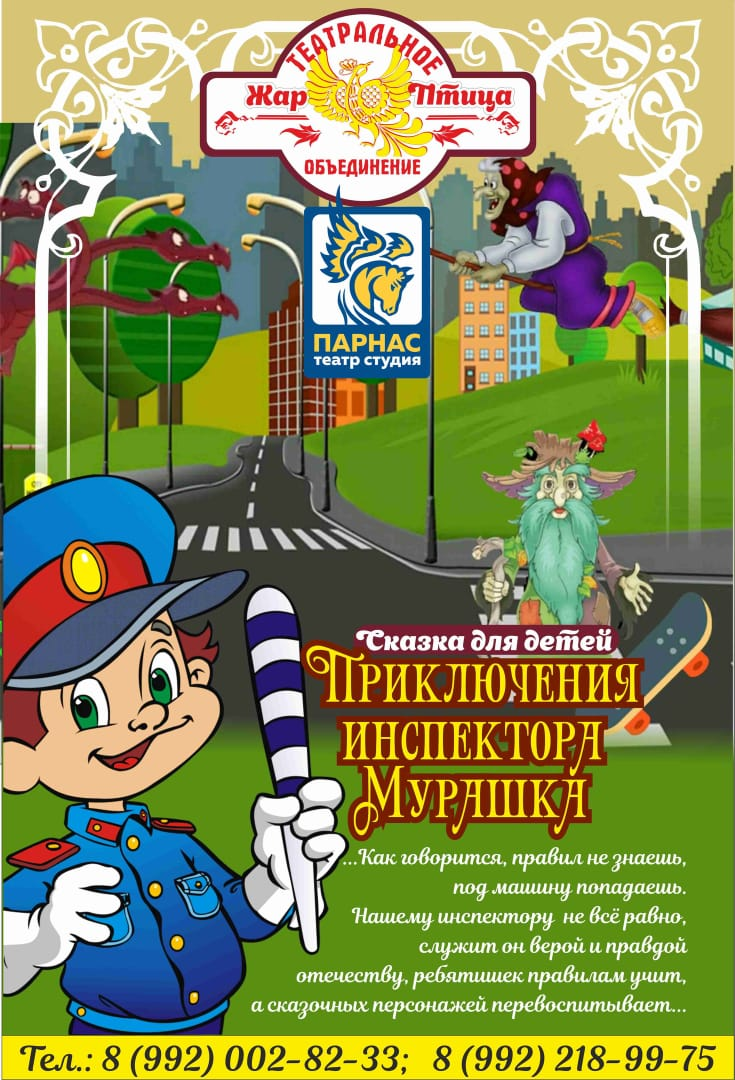 ТЕАТРАЛЬНОЕ
Жар Птица
ОБЪЕДИНЕНИЕ
ПАРНАС
театр студия
Сказка для детей
Приключения
инспектора
Мурашка
...Как говорится, правил не знаешь,
под машину попадаешь.
Нашему инспектору не всё равно,
служит он верой и правдой
отечеству, ребятишек правилам учит,
а сказочных персонажей перевоспитывает...
Тел.: 8 (992) 002-82-33; 8 (992) 218-99-75